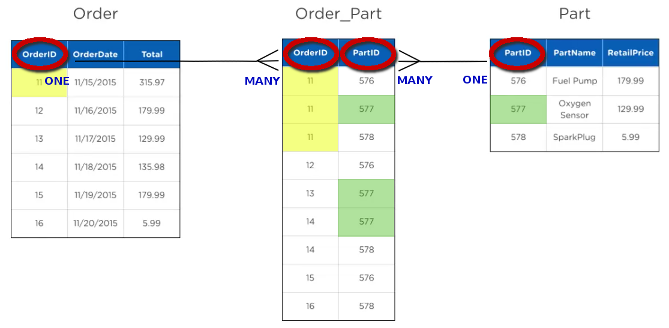 Order
Order_Part
Part
OrderID OrderDate Total
11 11/15/2015 315.97
12 11/16/2015 179.99
13 11/17/2015 129.99
14 11/18/2015 135.98
15 11/19/2015 179.99
16 11/20/2015 5.99
ONE
MANY
OrderID PartID
11 576
11 577
11 578
12 576
13 577
14 577
14 578
15 576
16 578
MANY
ONE
PartID PartName RetailPrice
576 Fuel Pump 179.99
577 Oxygen Sensor 129.99
578 SparkPlug 5.99